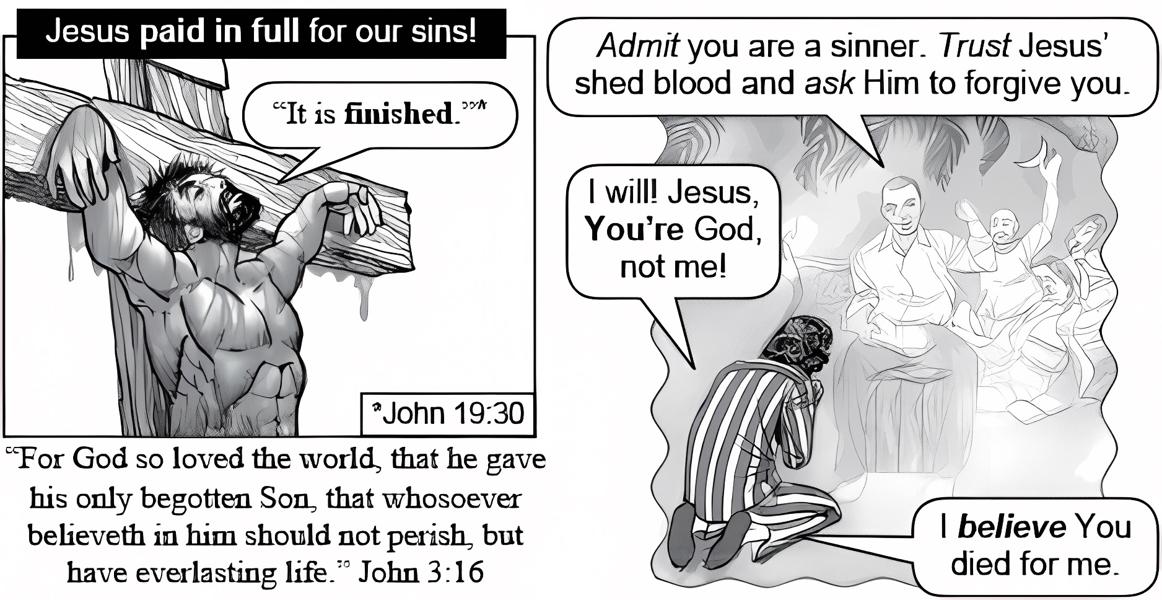 Jesus paid in full for our sins!
“It is finished.”*
*John 19:30
“For God so loved the world, that he gave
his only begotten Son, that whosoever
believeth in him should not perish, but
have everlasting life.” John 3:16
Admit you are a sinner. Trust Jesus’
shed blood and ask Him to forgive you.
I will! Jesus,
You’re God,
not me!
I believe You
died for me.